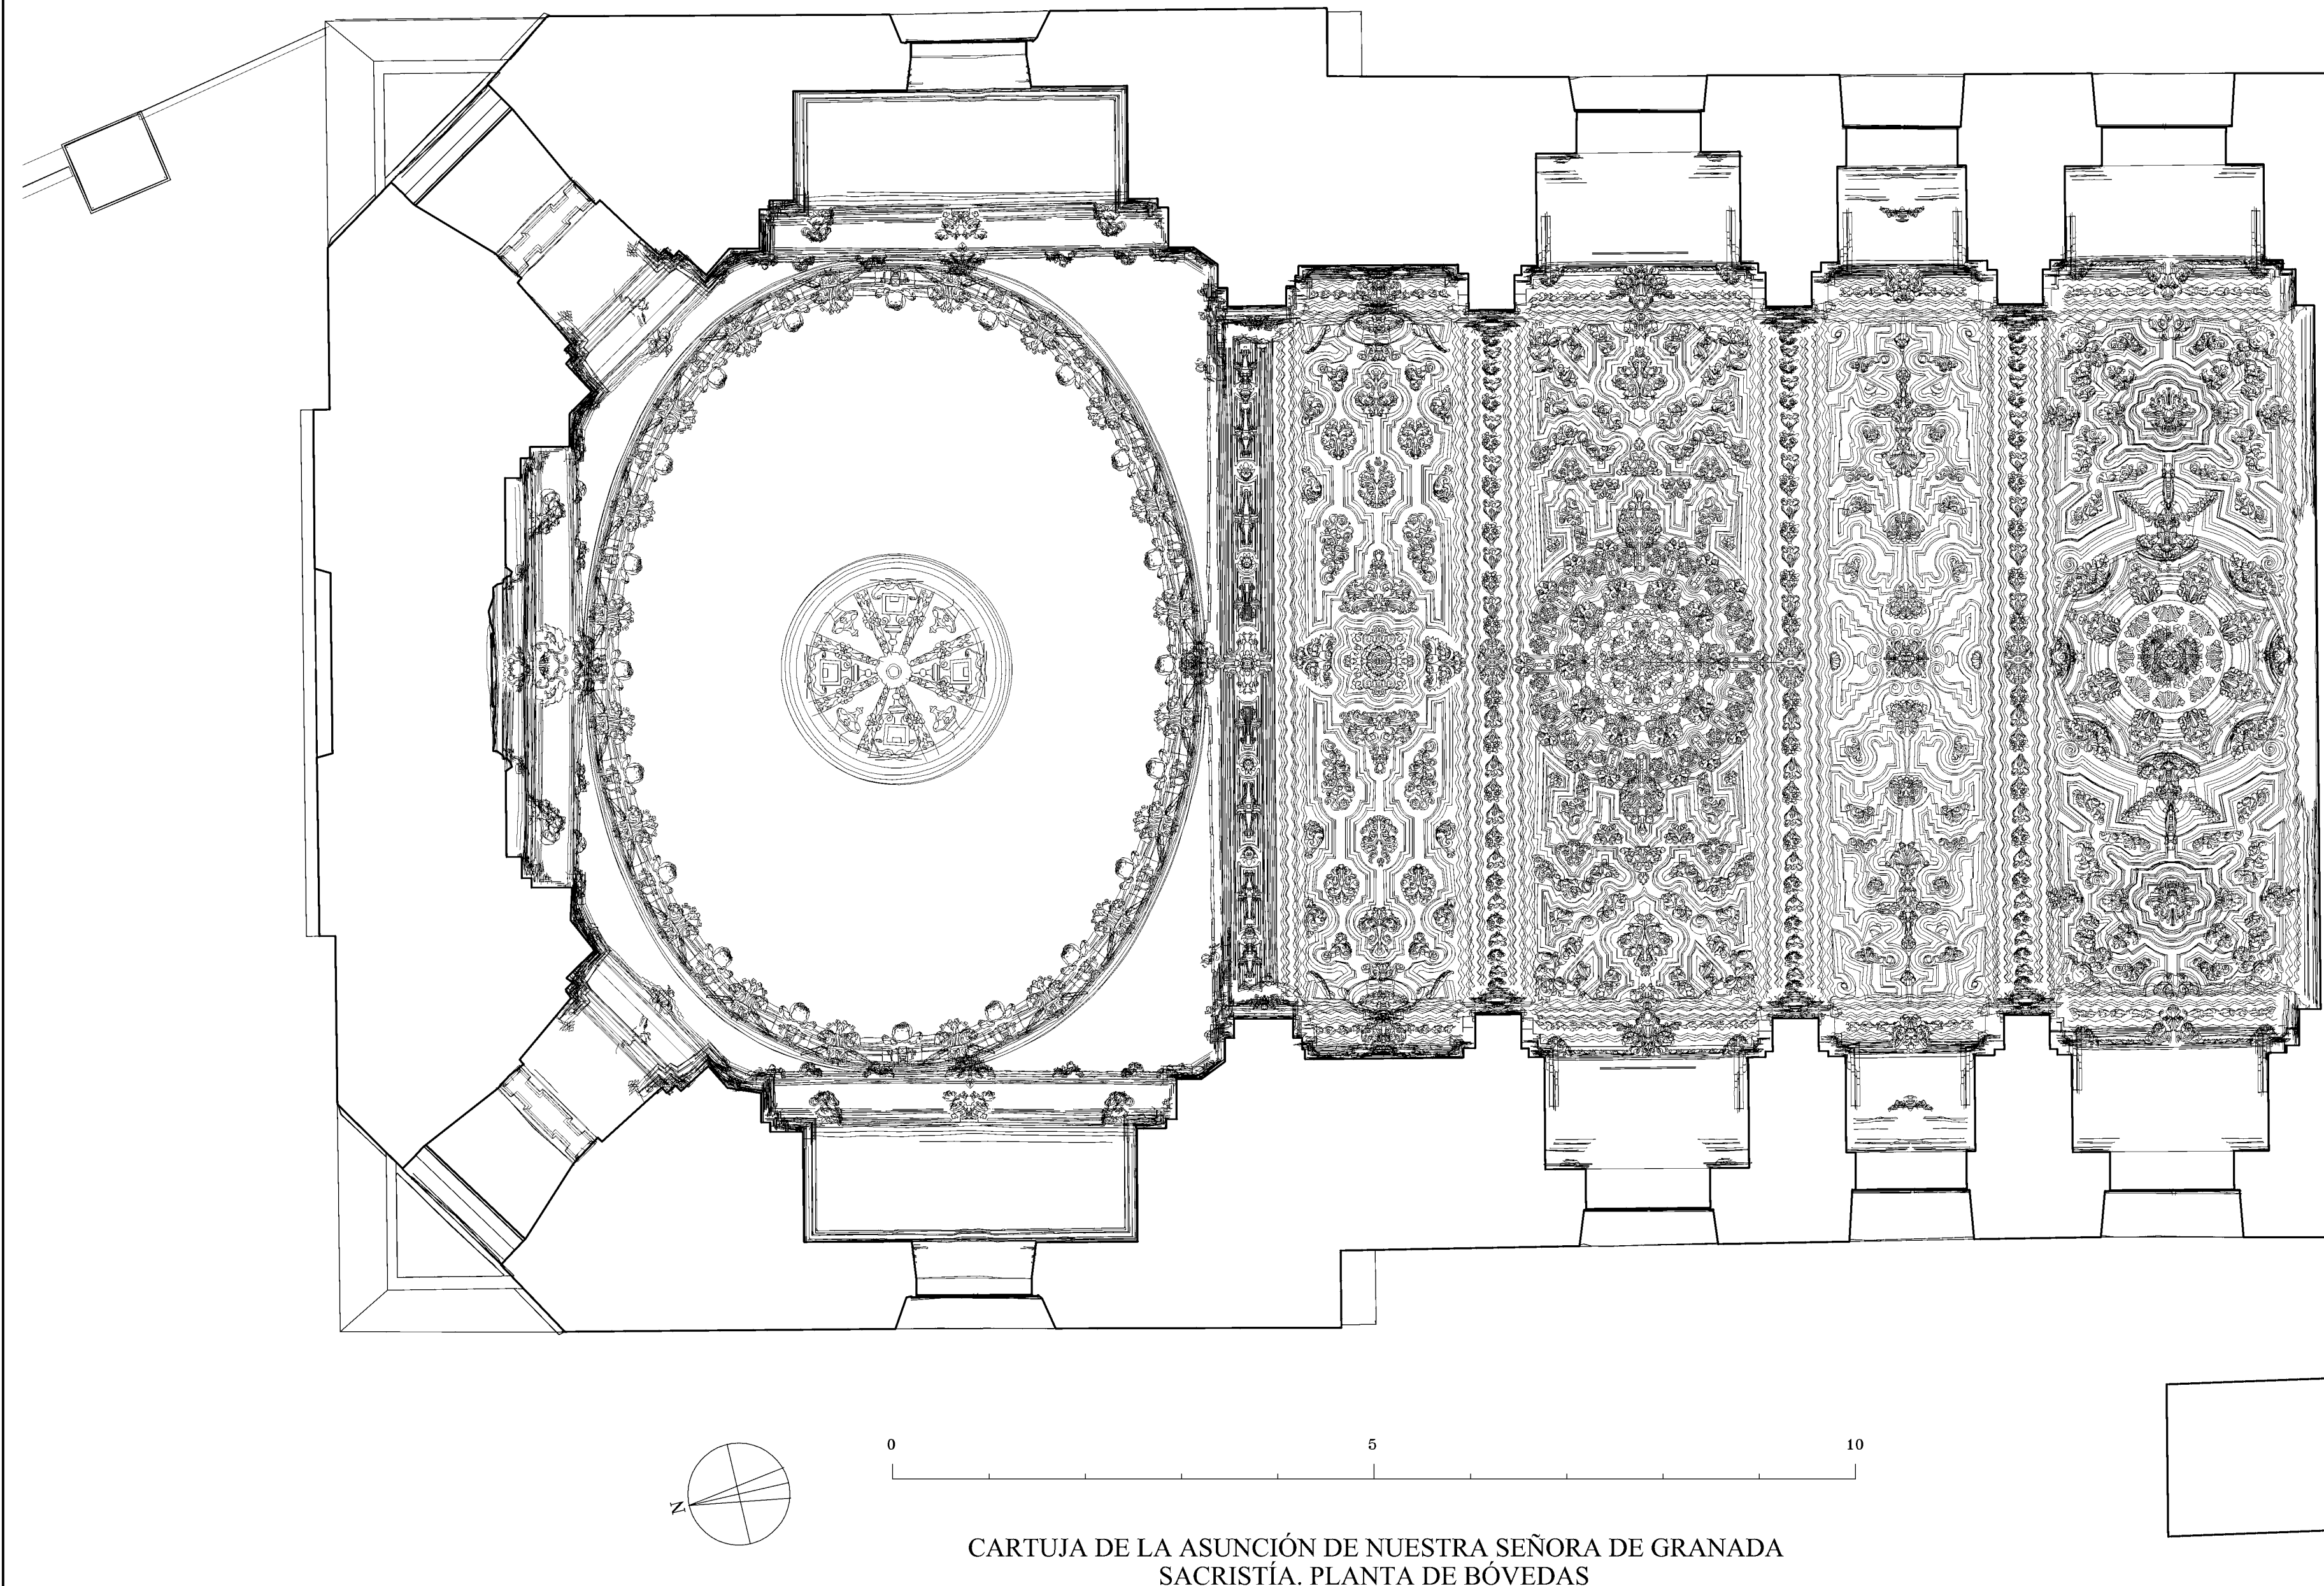 N
0 5 10
CARTUJA DE LA ASUNCIÓN DE NUESTRA SEÑORA DE GRANADA
SACRISTÍA. PLANTA DE BÓVEDAS